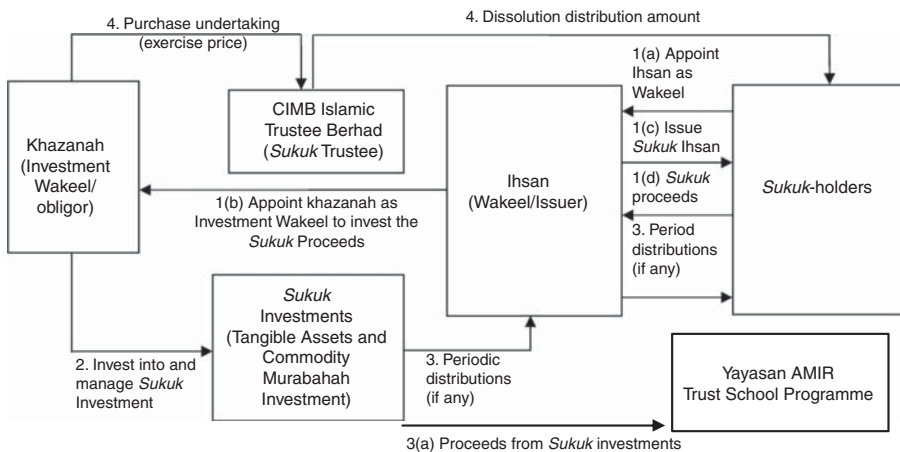 4. Purchase undertaking
(exercise price)
4. Dissolution distribution amount
Khazanah
(Investment
Wakeel/
obligor)
CIMB Islamic
Trustee Berhad
(Sukuk Trustee)
1(b) Appoint khazanah as
Investment Wakeel to invest the
Sukuk Proceeds
Ihsan
(Wakeel/Issuer)
1(a) Appoint
Ihsan as
Wakeel
1(c) Issue
Sukuk Ihsan
1(d) Sukuk
proceeds
3. Period
distributions
(if any)
Sukuk-holders
2. Invest into and
manage Sukuk
Investment
Sukuk
Investments
(Tangible Assets and
Commodity
Murabahah
Investment)
3. Periodic
distributions
(if any)
Yayasan AMIR
Trust School Programme
3(a) Proceeds from Sukuk investments